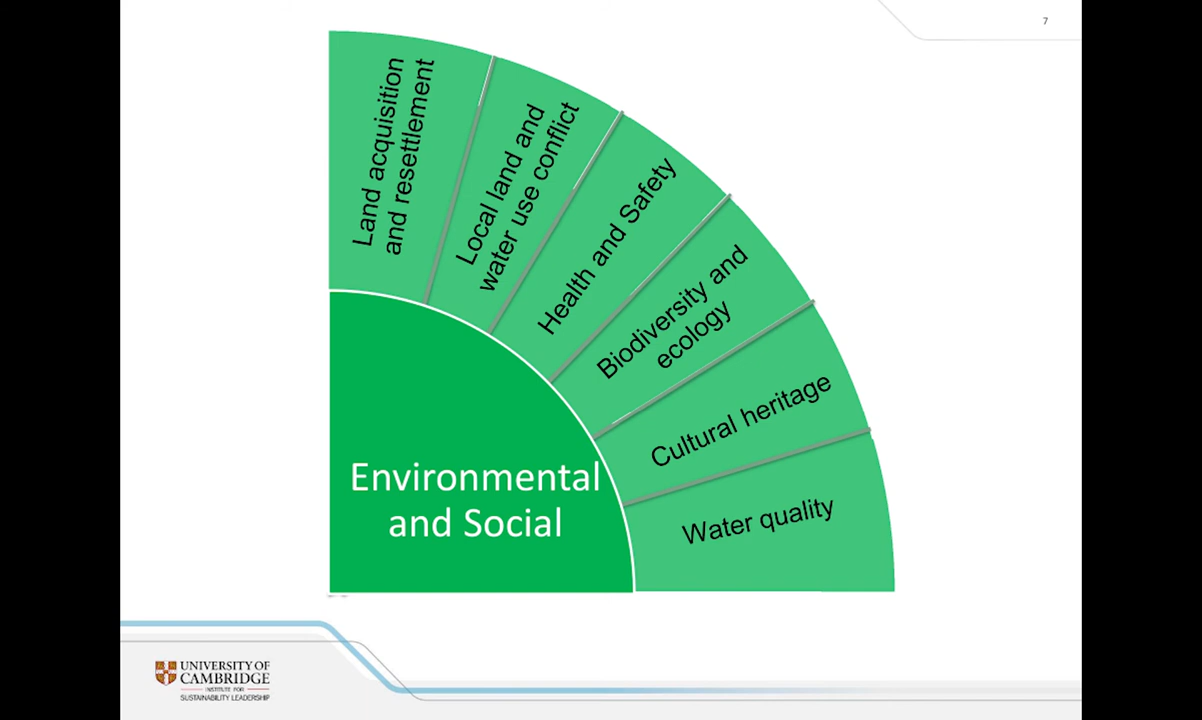 7
Land acquisition
and resettlement
Local land and
water use conflict
Health and Safety
Biodiversity and
ecology
Cultural heritage
Water quality
Environmental
and Social
UNIVERSITY OF
CAMBRIDGE
INSTITUTE FOR
SUSTAINABILITY LEADERSHIP